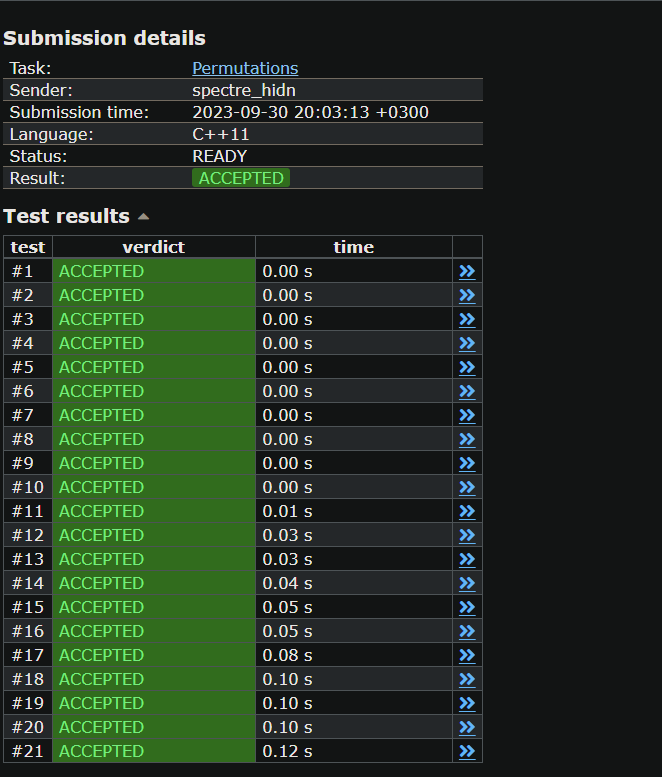 Submission details
Task: Permutations
Sender: spectre_hidn
Submission time: 2023-09-30 20:03:13 +0300
Language: C++11
Status: READY
Result: ACCEPTED
Test results
test verdict time
#1 ACCEPTED 0.00 s
#2 ACCEPTED 0.00 s
#3 ACCEPTED 0.00 s
#4 ACCEPTED 0.00 s
#5 ACCEPTED 0.00 s
#6 ACCEPTED 0.00 s
#7 ACCEPTED 0.00 s
#8 ACCEPTED 0.00 s
#9 ACCEPTED 0.00 s
#10 ACCEPTED 0.00 s
#11 ACCEPTED 0.01 s
#12 ACCEPTED 0.03 s
#13 ACCEPTED 0.03 s
#14 ACCEPTED 0.04 s
#15 ACCEPTED 0.05 s
#16 ACCEPTED 0.05 s
#17 ACCEPTED 0.08 s
#18 ACCEPTED 0.10 s
#19 ACCEPTED 0.10 s
#20 ACCEPTED 0.10 s
#21 ACCEPTED 0.12 s